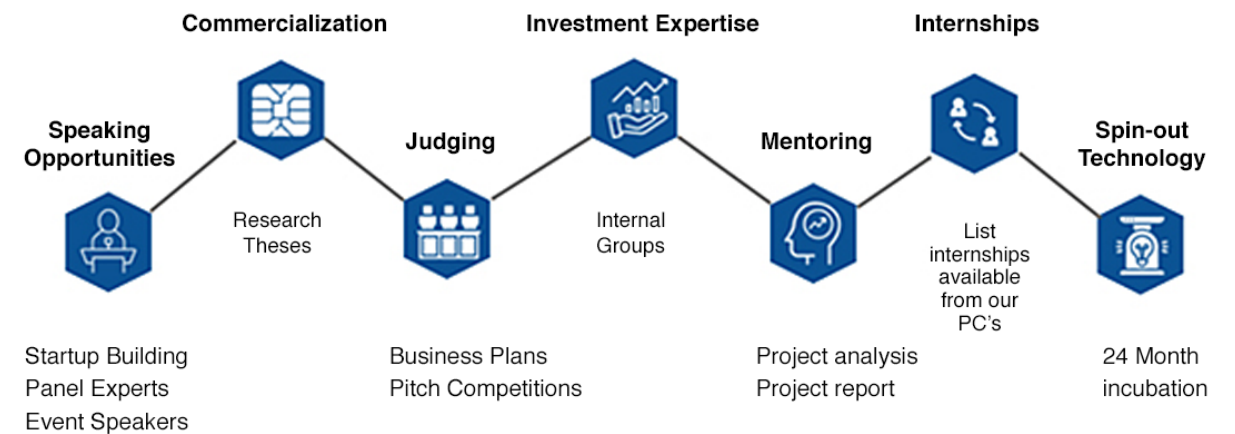 Commercialization
Investment Expertise
Internships
Speaking
Opportunities
Judging
Mentoring
Spin-out
Technology
Research
Theses
Internal
Groups
List
internships
available
from our
PC's
Startup Building
Panel Experts
Event Speakers
Business Plans
Pitch Competitions
Project analysis
Project report
24 Month
incubation